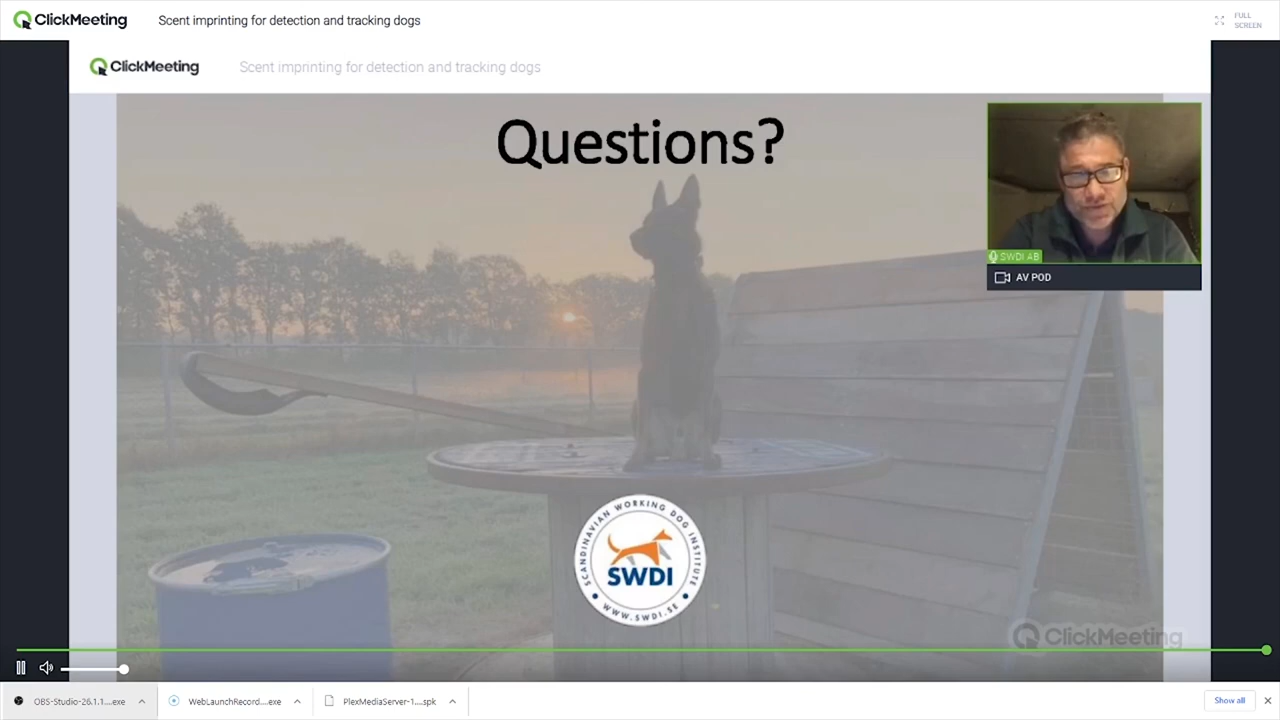 ClickMeeting Scent imprinting for detection and tracking dogs FULL SCREEN
ClickMeeting Scent imprinting for detection and tracking dogs
Questions?
SWDI AB
AV POD
SCANDINAVIAN WORKING DOG INSTITUTE
SWDI
WWW.SWDI.SE
ClickMeeting
OBS-Studio-26.1.1....exe WebLaunchRecord....exe PlexMediaServer-1....spk Show all